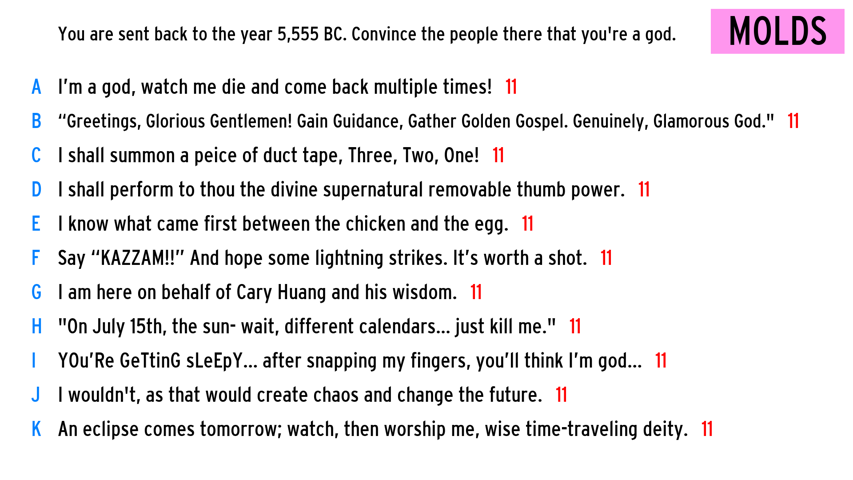 You are sent back to the year 5,555 BC. Convince the people there that you're a god.
MOLDS
A I'm a god, watch me die and come back multiple times! 11
B “Greetings, Glorious Gentlemen! Gain Guidance, Gather Golden Gospel. Genuinely, Glamorous God." 11
C I shall summon a peice of duct tape, Three, Two, One! 11
D I shall perform to thou the divine supernatural removable thumb power. 11
E I know what came first between the chicken and the egg. 11
F Say “KAZZAM!!” And hope some lightning strikes. It’s worth a shot. 11
G I am here on behalf of Cary Huang and his wisdom. 11
H "On July 15th, the sun- wait, different calendars... just kill me." 11
I YOu’Re GeTtinG sLeEpY... after snapping my fingers, you’ll think I’m god... 11
J I wouldn't, as that would create chaos and change the future. 11
K An eclipse comes tomorrow; watch, then worship me, wise time-traveling deity. 11